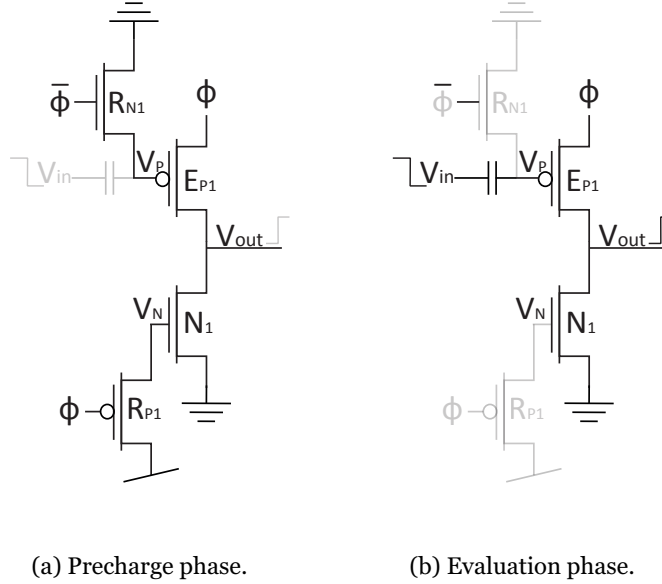 Φ̅ R_N1 Φ Φ̅ R_N1 Φ
V_in V_P E_P1 V_in V_P E_P1
V_out V_out
V_N N_1 V_N N_1
Φ R_P1 Φ R_P1
(a) Precharge phase. (b) Evaluation phase.